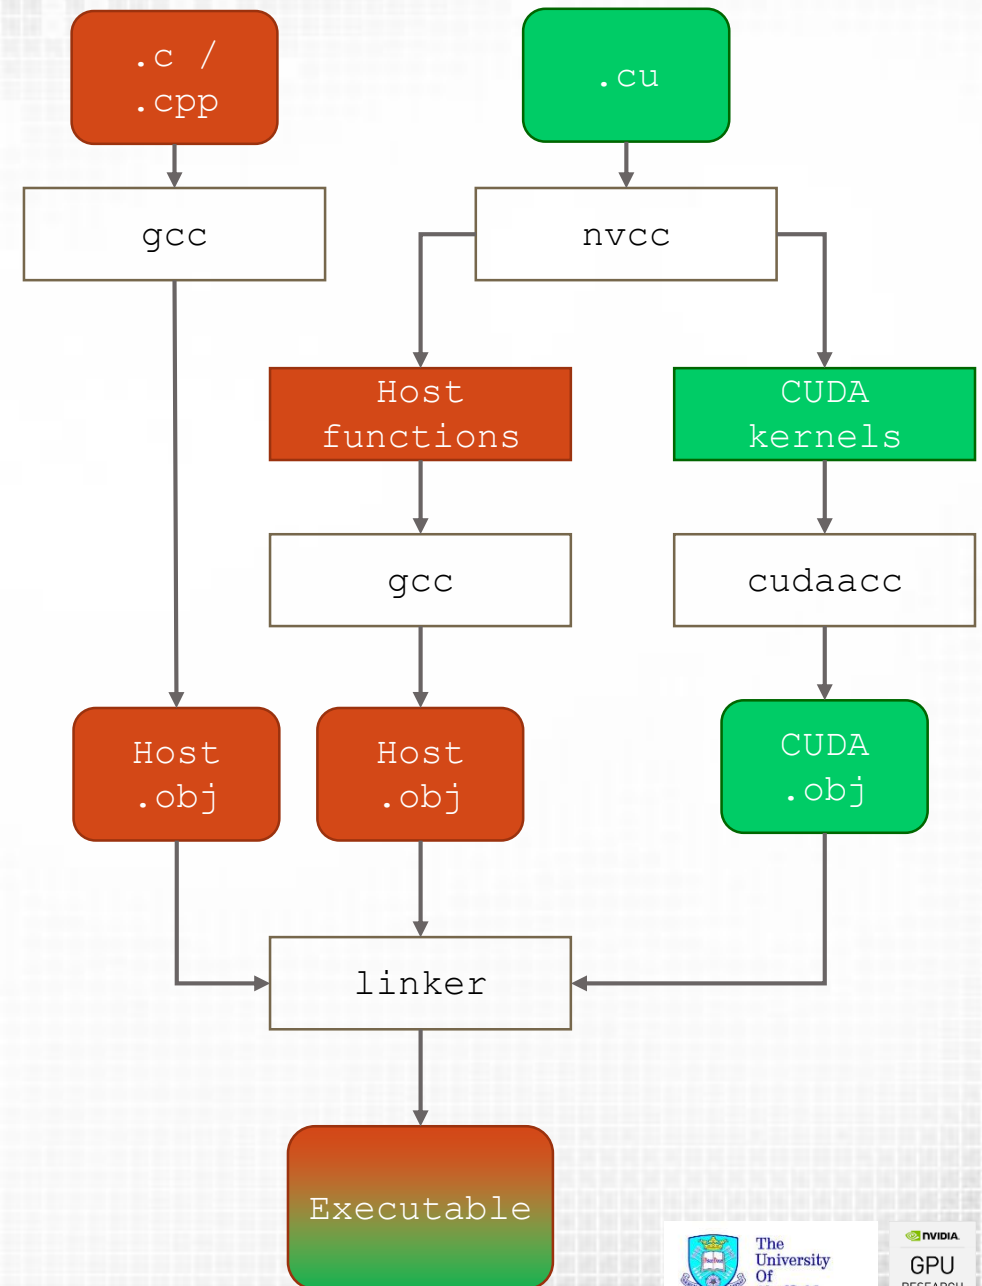 .c /
.cpp
.cu
gcc
nvcc
Host
functions
CUDA
kernels
gcc
cudaacc
Host
.obj
Host
.obj
CUDA
.obj
linker
Executable
The
University
Of
NVIDIA.
GPU